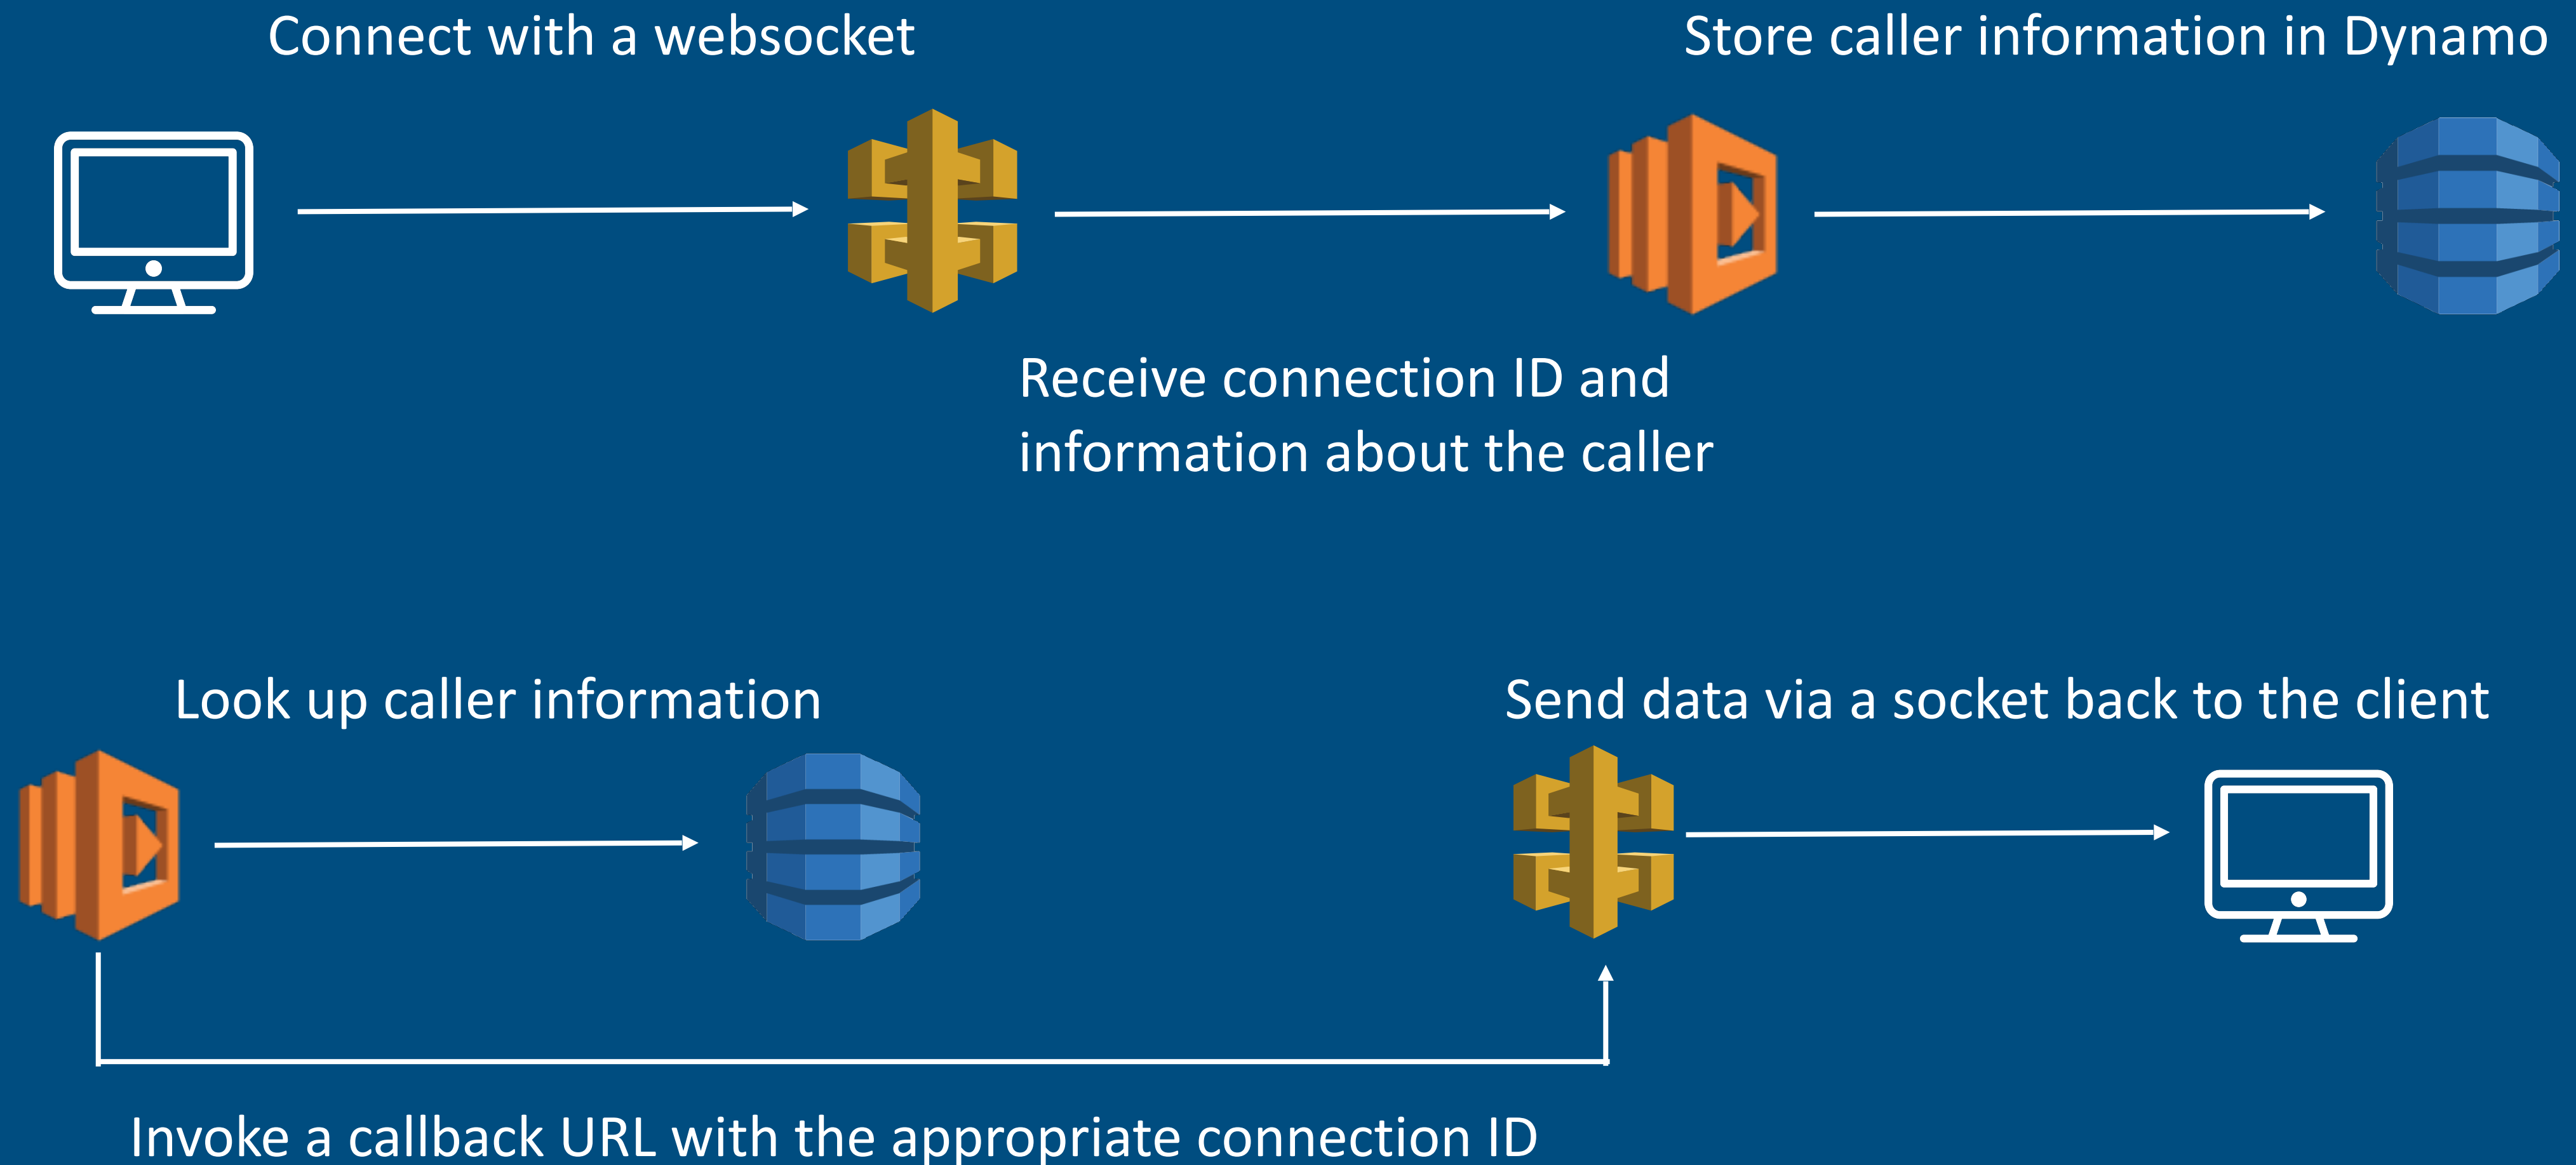 Connect with a websocket
Store caller information in Dynamo
Receive connection ID and
information about the caller
Look up caller information
Send data via a socket back to the client
Invoke a callback URL with the appropriate connection ID